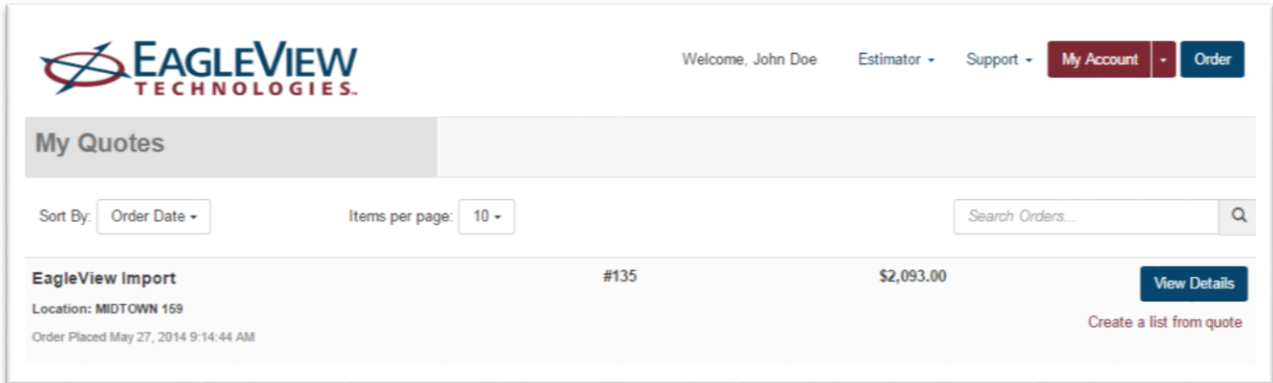 EAGLEVIEW
TECHNOLOGIES™
Welcome, John Doe Estimator Support My Account Order
My Quotes
Sort By: Order Date Items per page: 10 Search Orders...
EagleView Import #135 $2,093.00 View Details
Location: MIDTOWN 159 Create a list from quote
Order Placed May 27, 2014 9:14:44 AM